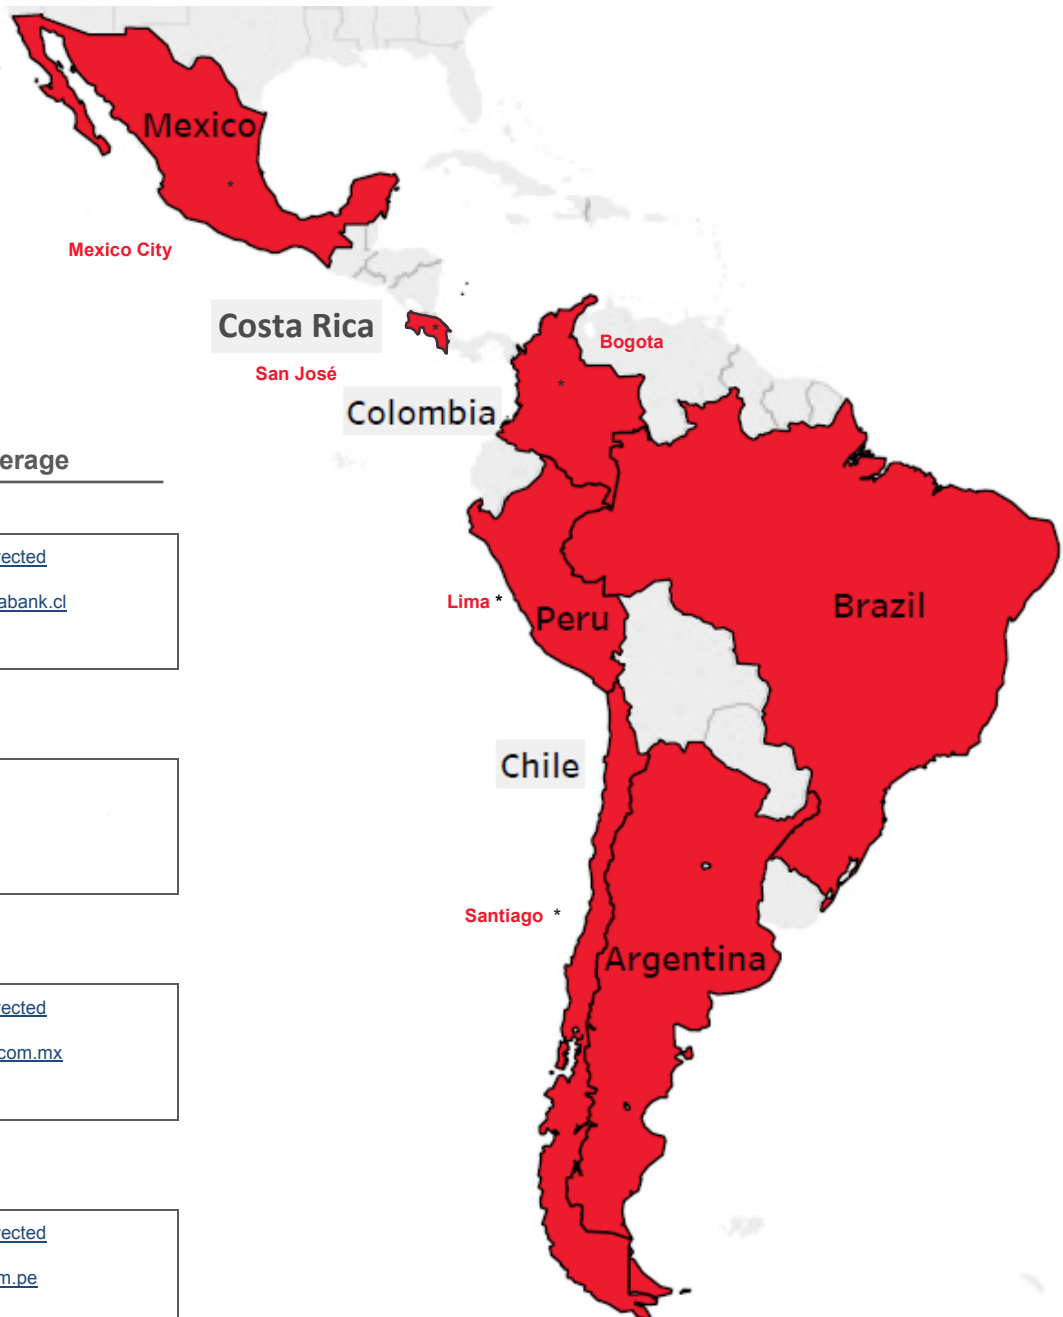 Mexico
*
Mexico City
Costa Rica
*
San José
Bogota
*
Colombia
erage
ected
abank.cl
Lima *
Peru
Brazil
Chile
Santiago *
Argentina
ected
com.mx
ected
m.pe